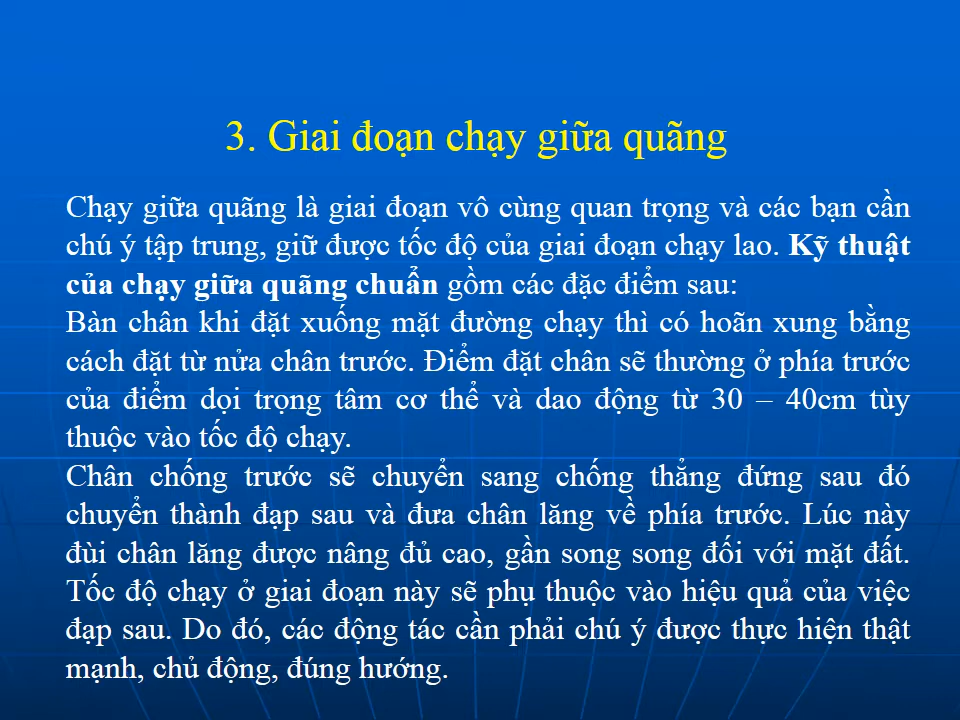 3. Giai đoạn chạy giữa quãng
Chạy giữa quãng là giai đoạn vô cùng quan trọng và các bạn cần
chú ý tập trung, giữ được tốc độ của giai đoạn chạy lao. Kỹ thuật
của chạy giữa quãng chuẩn gồm các đặc điểm sau:
Bàn chân khi đặt xuống mặt đường chạy thì có hoãn xung bằng
cách đặt từ nửa chân trước. Điểm đặt chân sẽ thường ở phía trước
của điểm dọi trọng tâm cơ thể và dao động từ 30 – 40cm tùy
thuộc vào tốc độ chạy.
Chân chống trước sẽ chuyển sang chống thẳng đứng sau đó
chuyển thành đạp sau và đưa chân lăng về phía trước. Lúc này
đùi chân lăng được nâng đủ cao, gần song song đối với mặt đất.
Tốc độ chạy ở giai đoạn này sẽ phụ thuộc vào hiệu quả của việc
đạp sau. Do đó, các động tác cần phải chú ý được thực hiện thật
mạnh, chủ động, đúng hướng.